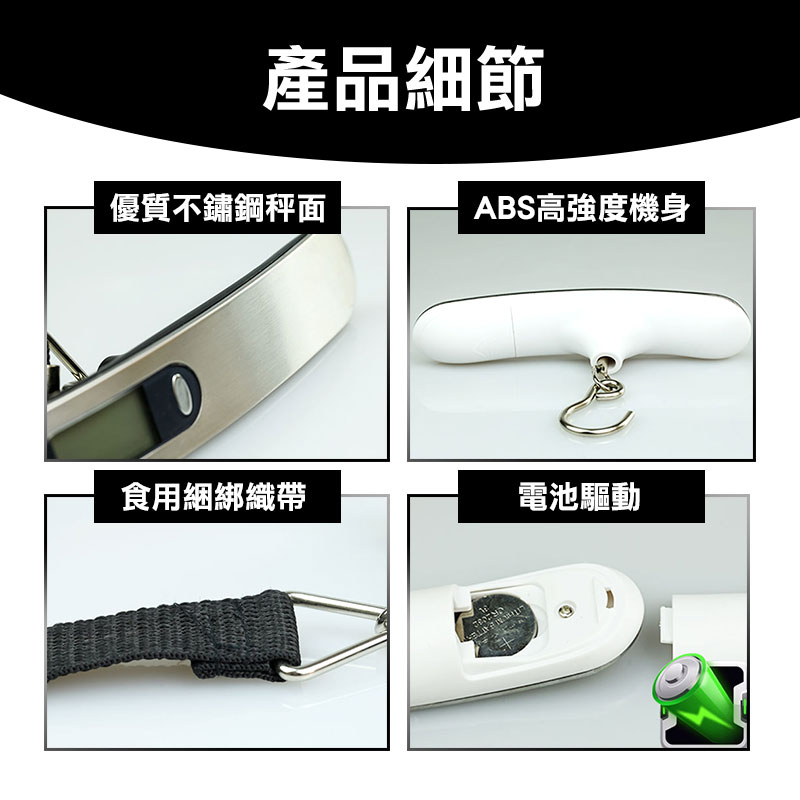 產品細節
優質不鏽鋼秤面
ABS高強度機身
食用綑綁織帶
電池驅動